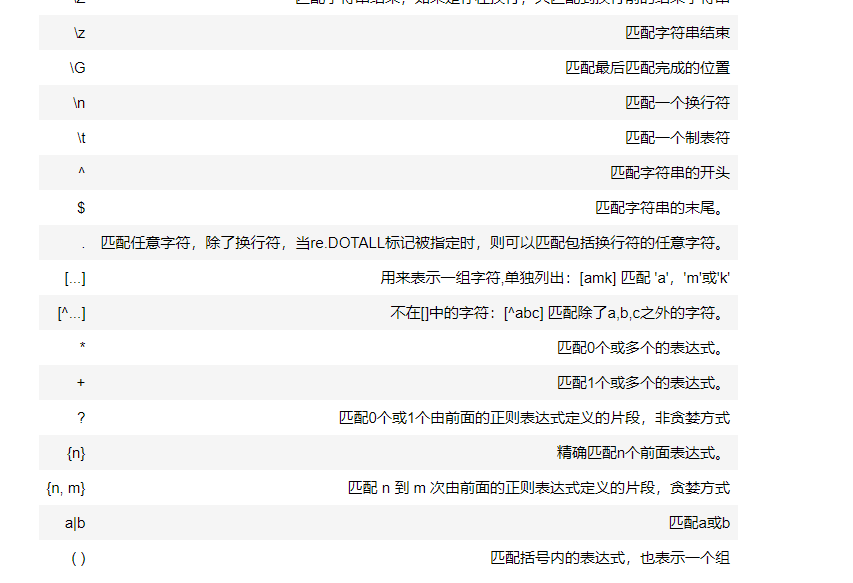 \z 匹配字符串结束
\G 匹配最后匹配完成的位置
\n 匹配一个换行符
\t 匹配一个制表符
^ 匹配字符串的开头
$ 匹配字符串的末尾。
. 匹配任意字符，除了换行符，当re.DOTALL标记被指定时，则可以匹配包括换行符的任意字符。
[...] 用来表示一组字符,单独列出：[amk] 匹配 'a'，'m'或'k'
[^...] 不在[]中的字符：[^abc] 匹配除了a,b,c之外的字符。
* 匹配0个或多个的表达式。
+ 匹配1个或多个的表达式。
? 匹配0个或1个由前面的正则表达式定义的片段，非贪婪方式
{n} 精确匹配n个前面表达式。
{n, m} 匹配 n 到 m 次由前面的正则表达式定义的片段，贪婪方式
a|b 匹配a或b
( ) 匹配括号内的表达式，也表示一个组